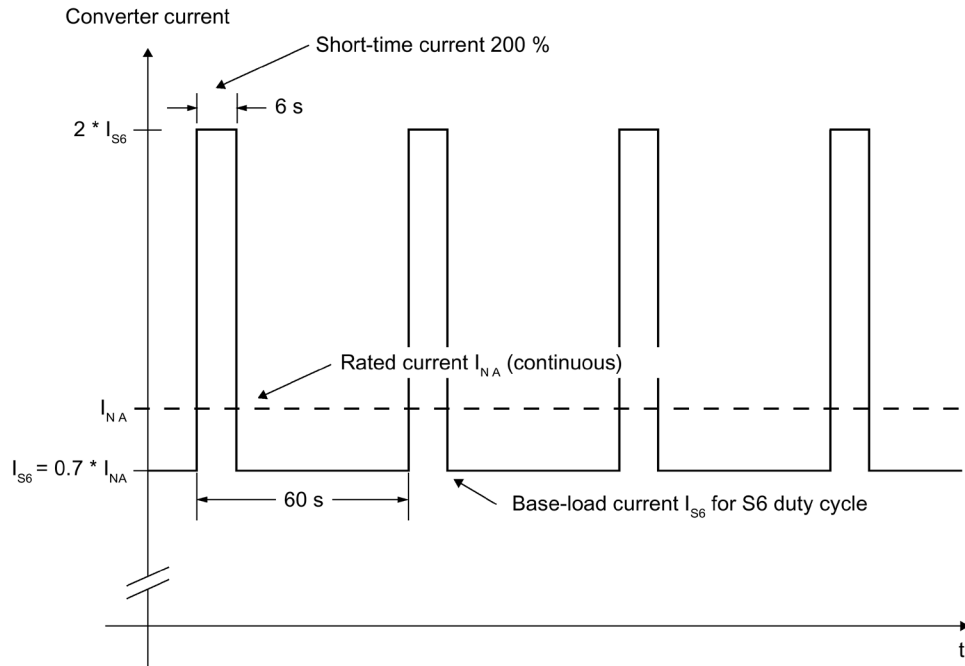 Converter current
Short-time current 200 %
6 s
2 * I_S6
Rated current I_N A (continuous)
I_N A
I_S6 = 0.7 * I_NA
60 s
Base-load current I_S6 for S6 duty cycle
t